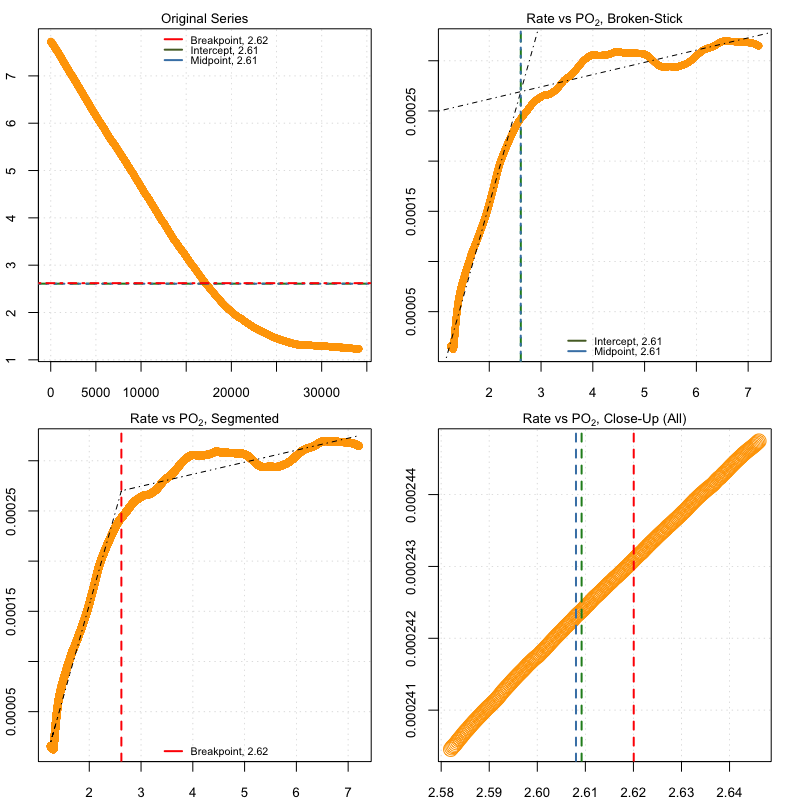 Original Series
Breakpoint, 2.62
Intercept, 2.61
Midpoint, 2.61
7
6
5
4
3
2
1
0 5000 10000 20000 30000
Rate vs PO2, Broken-Stick
0.00025
0.00015
0.00005
Intercept, 2.61
Midpoint, 2.61
2 3 4 5 6 7
Rate vs PO2, Segmented
0.00025
0.00015
0.00005
Breakpoint, 2.62
2 3 4 5 6 7
Rate vs PO2, Close-Up (All)
0.000244
0.000243
0.000242
0.000241
2.58 2.59 2.60 2.61 2.62 2.63 2.64